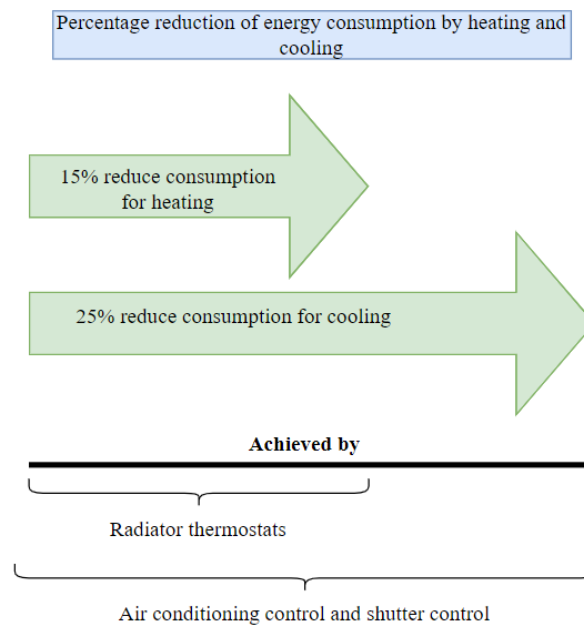 Percentage reduction of energy consumption by heating and
cooling
15% reduce consumption
for heating
25% reduce consumption for cooling
Achieved by
Radiator thermostats
Air conditioning control and shutter control